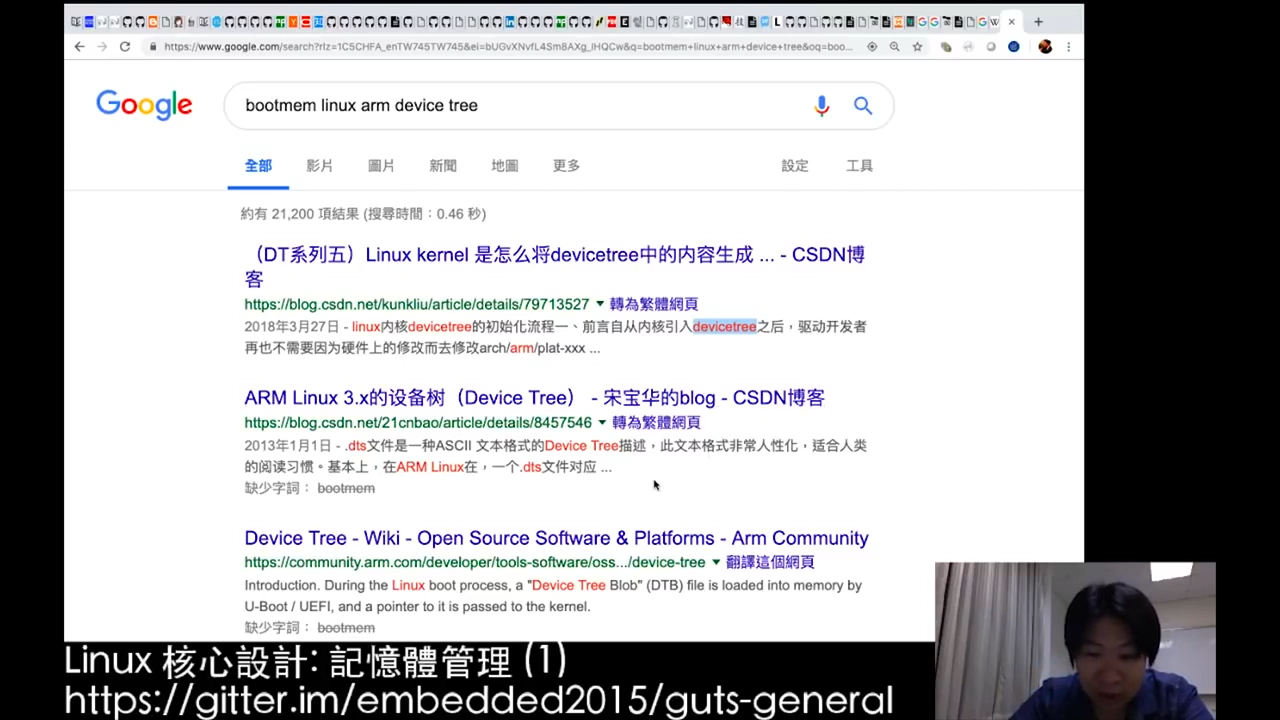 https://www.google.com/search?rlz=1C5CHFA_enTW745TW745&ei=bUGvXNvfL4Sm8AXg_IHQCw&q=bootmem+linux+arm+device+tree&oq=boo...
Google
bootmem linux arm device tree
全部 影片 圖片 新聞 地圖 更多 設定 工具
約有 21,200 項結果 (搜尋時間：0.46 秒)
（DT系列五）Linux kernel 是怎么将devicetree中的内容生成 ... - CSDN博
客
https://blog.csdn.net/kunkliu/article/details/79713527 ▼ 轉為繁體網頁
2018年3月27日 - linux内核devicetree的初始化流程一、前言自从内核引入devicetree之后，驱动开发者
再也不需要因为硬件上的修改而去修改arch/arm/plat-xxx ...
ARM Linux 3.x的设备树（Device Tree） - 宋宝华的blog - CSDN博客
https://blog.csdn.net/21cnbao/article/details/8457546 ▼ 轉為繁體網頁
2013年1月1日 - .dts文件是一种ASCII 文本格式的Device Tree描述，此文本格式非常人性化，适合人类
的阅读习惯。基本上，在ARM Linux在，一个.dts文件对应 ...
缺少字詞： bootmem
Device Tree - Wiki - Open Source Software & Platforms - Arm Community
https://community.arm.com/developer/tools-software/oss.../device-tree ▼ 翻譯這個網頁
Introduction. During the Linux boot process, a "Device Tree Blob" (DTB) file is loaded into memory by
U-Boot / UEFI, and a pointer to it is passed to the kernel.
缺少字詞： bootmem
Linux 核心設計: 記憶體管理 (1)
https://gitter.im/embedded2015/guts-general